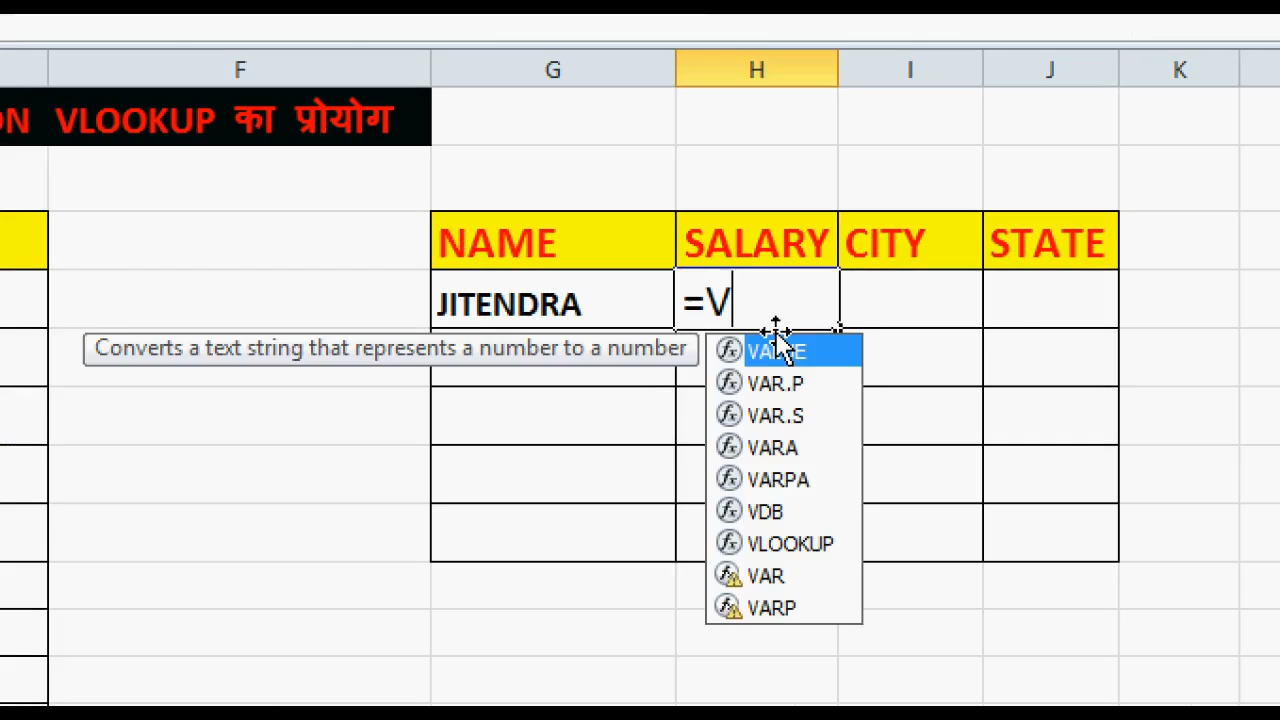 F G H I J K
ON VLOOKUP का प्रोयोग
NAME SALARY CITY STATE
JITENDRA =V
Converts a text string that represents a number to a number
VALUE
VAR.P
VAR.S
VARA
VARPA
VDB
VLOOKUP
VAR
VARP